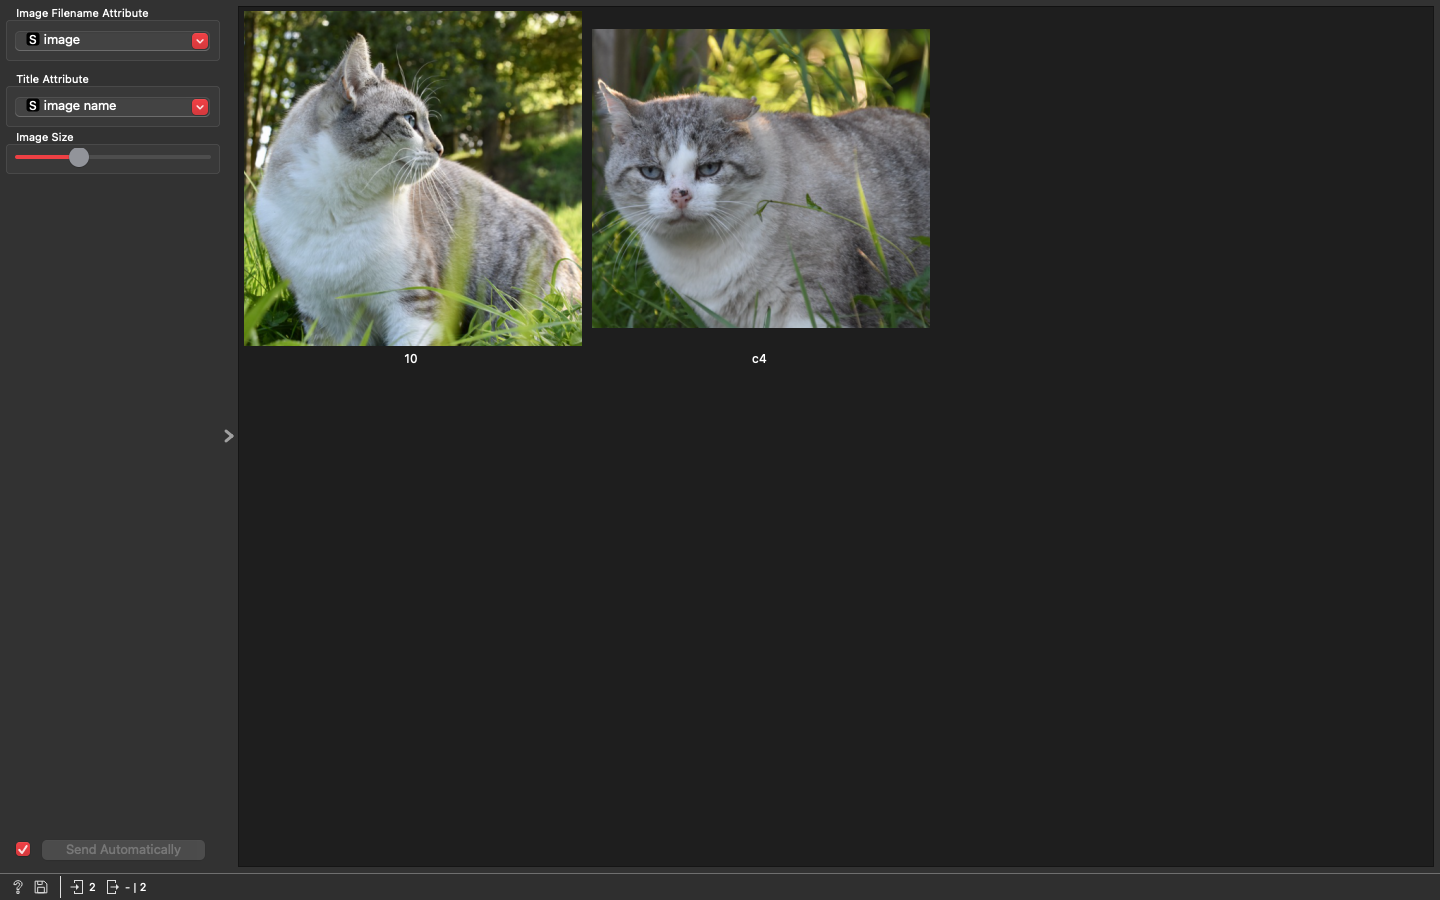 Image Filename Attribute
S image
Title Attribute
S image name
Image Size
10
c4
Send Automatically
? 2 - | 2